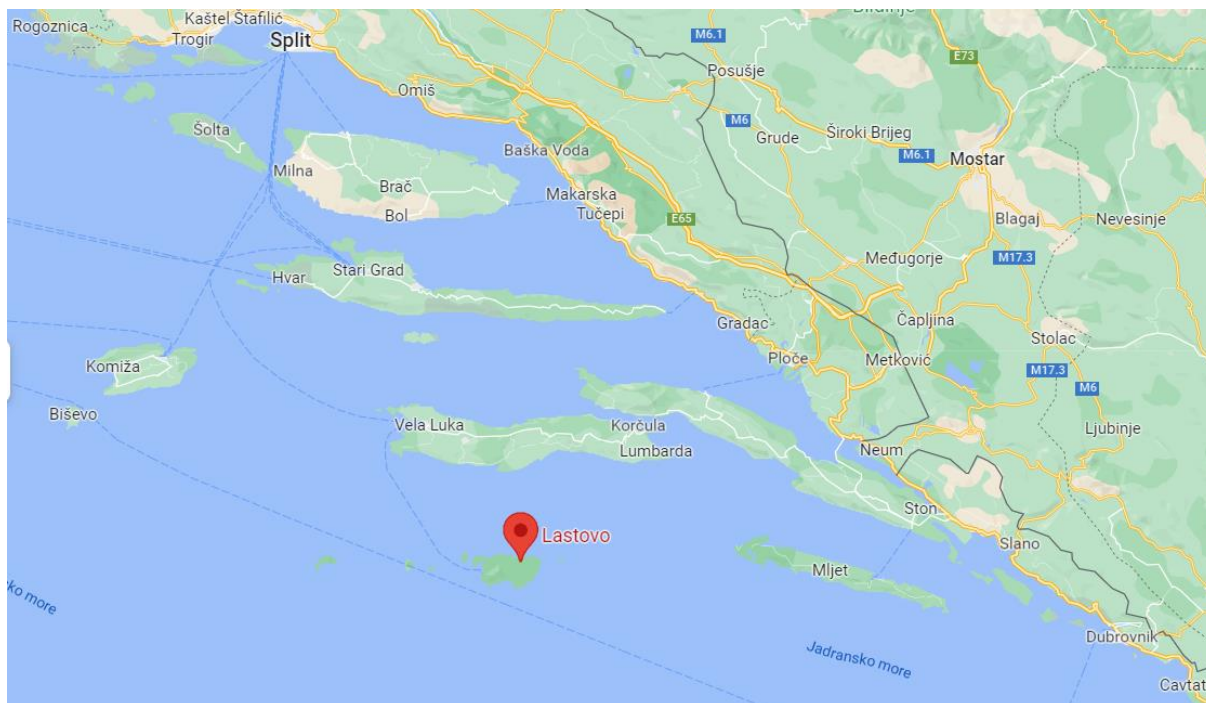 Rogoznica
Kaštel Štafilić
Trogir
Split
Omiš
M6.1
Posušje
E73
M6
Grude
Široki Brijeg
M6.1
Mostar
Šolta
Milna
Brač
Bol
Baška Voda
Makarska
Tučepi
E65
Blagaj
Nevesinje
M17.3
Međugorje
Hvar
Stari Grad
Gradac
Čapljina
Stolac
Ploče
Metković
M17.3
M6
Komiža
Biševo
Vela Luka
Korčula
Lumbarda
Neum
Ljubinje
Ston
Lastovo
Slano
Mljet
Jadransko more
Dubrovnik
Cavtat